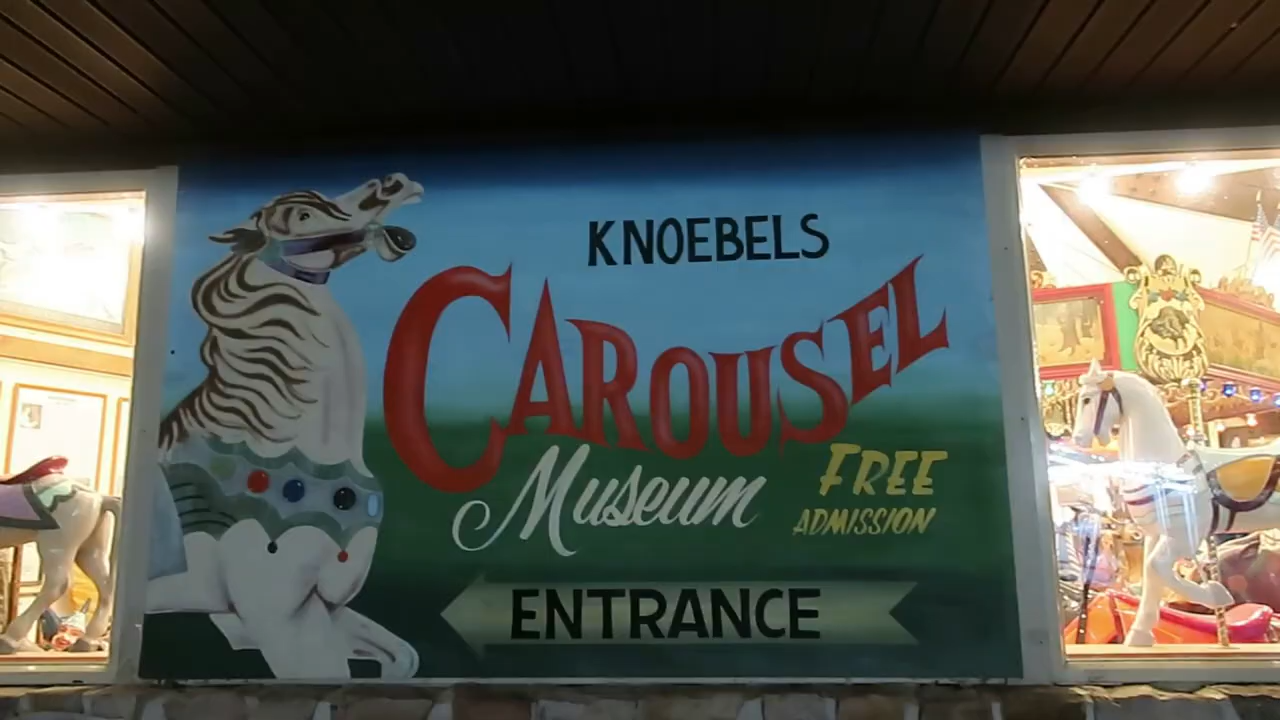 KNOEBELS
CAROUSEL
Museum
FREE
ADMISSION
ENTRANCE